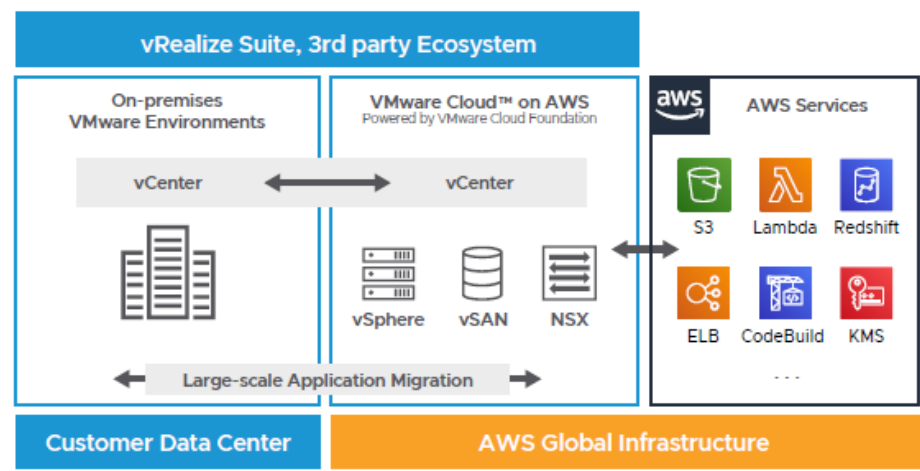 vRealize Suite, 3rd party Ecosystem
On-premises
VMware Environments
vCenter
VMware Cloud™ on AWS
Powered by VMware Cloud Foundation
vCenter
vSphere
vSAN
NSX
Large-scale Application Migration
aws
AWS Services
S3
Lambda
Redshift
ELB
CodeBuild
KMS
...
Customer Data Center
AWS Global Infrastructure